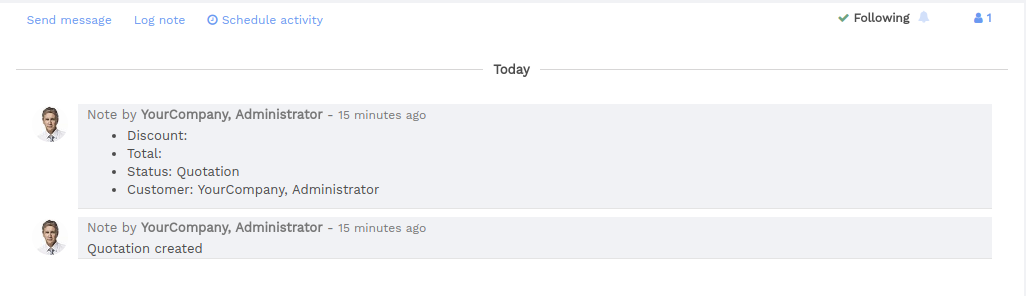 Send message Log note Schedule activity Following 1
Today
Note by YourCompany, Administrator - 15 minutes ago
• Discount:
• Total:
• Status: Quotation
• Customer: YourCompany, Administrator
Note by YourCompany, Administrator - 15 minutes ago
Quotation created